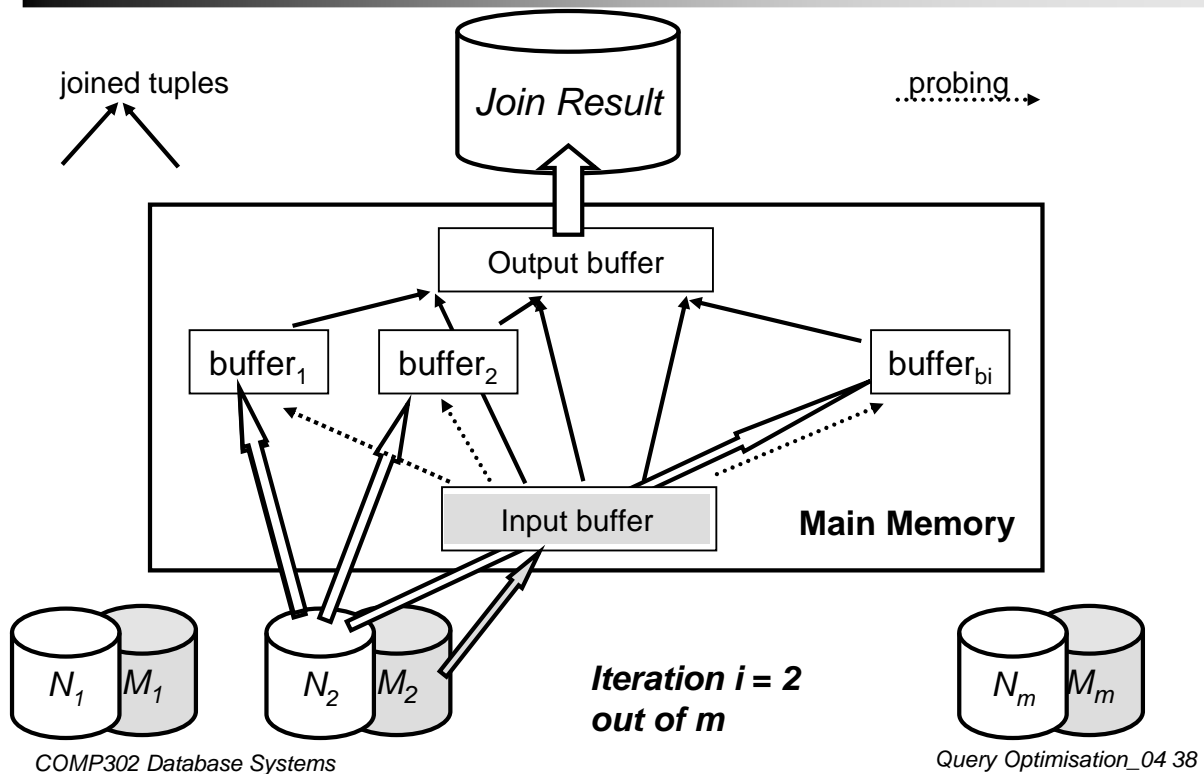 joined tuples
Join Result
probing
Output buffer
buffer1
buffer2
bufferbi
Input buffer
Main Memory
N1
M1
N2
M2
Iteration i = 2
out of m
Nm
Mm
COMP302 Database Systems
Query Optimisation_04 38